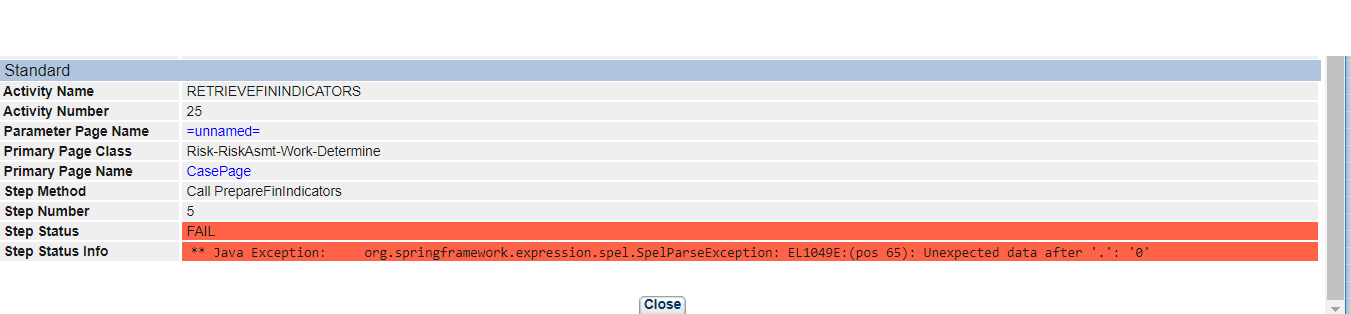 Standard
Activity Name RETRIEVEFININDICATORS
Activity Number 25
Parameter Page Name =unnamed=
Primary Page Class Risk-RiskAsmt-Work-Determine
Primary Page Name CasePage
Step Method Call PrepareFinIndicators
Step Number 5
Step Status FAIL
Step Status Info ** Java Exception: org.springframework.expression.spel.SpelParseException: EL1049E:(pos 65): Unexpected data after '.': '0'
Close